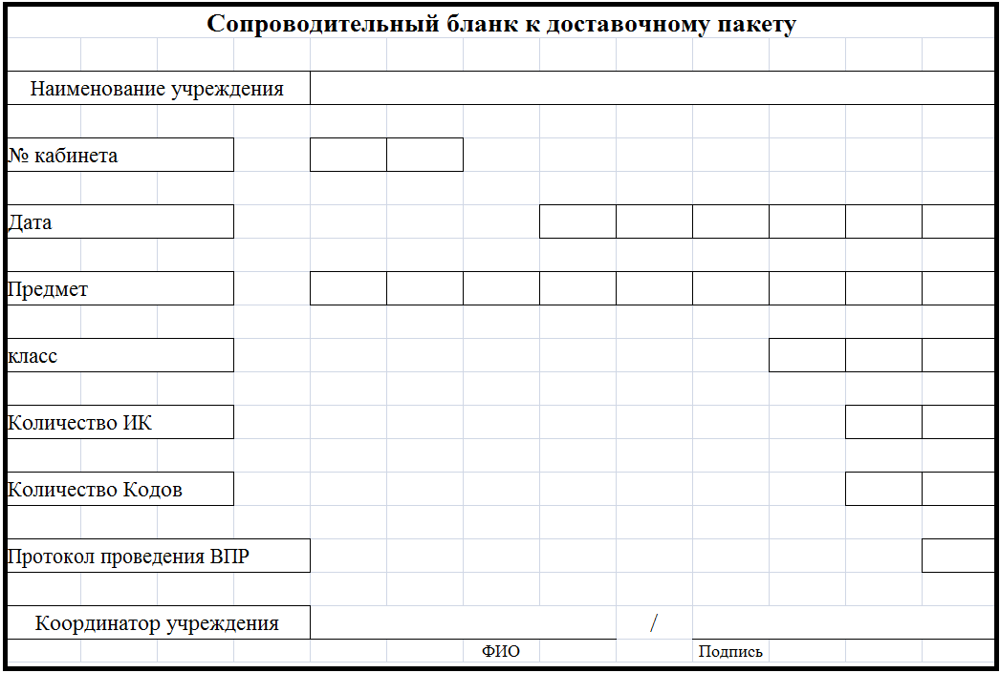 Сопроводительный бланк к доставочному пакету
Наименование учреждения
№ кабинета
Дата
Предмет
класс
Количество ИК
Количество Кодов
Протокол проведения ВПР
Координатор учреждения /
ФИО Подпись